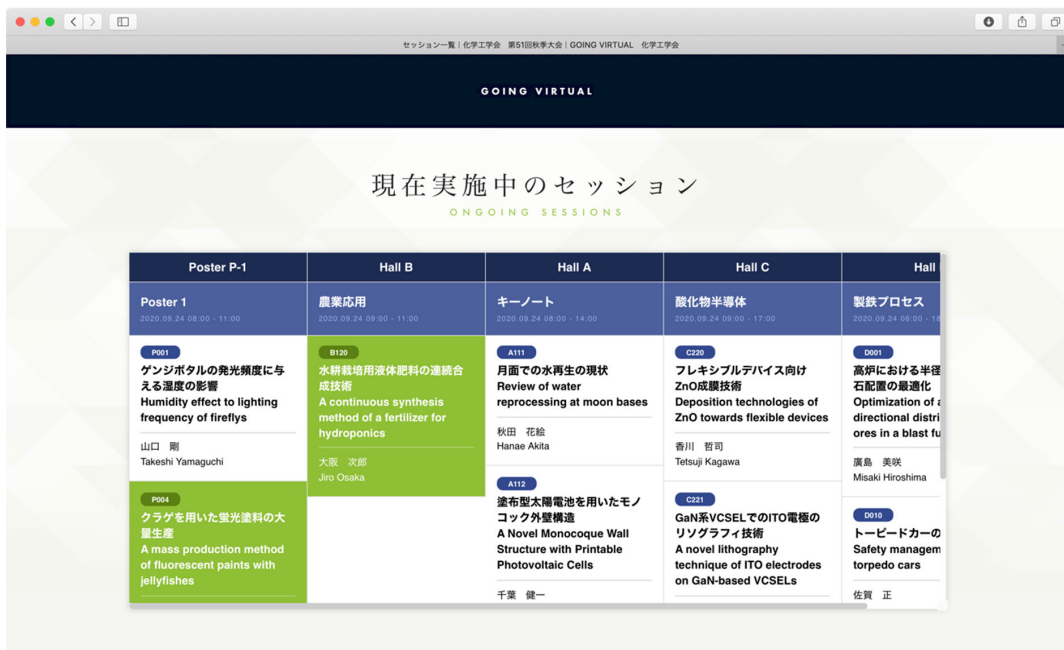 セッション一覧｜化学工学会　第51回秋季大会｜GOING VIRTUAL　化学工学会
GOING VIRTUAL
現在実施中のセッション
ONGOING SESSIONS
Poster P-1
Poster 1
2020.09.24 08:00 - 11:00
P001
ゲンジボタルの発光頻度に与
える湿度の影響
Humidity effect to lighting
frequency of fireflys
山口　剛
Takeshi Yamaguchi
P004
クラゲを用いた蛍光塗料の大
量生産
A mass production method
of fluorescent paints with
jellyfishes
Hall B
農業応用
2020.09.24 09:00 - 11:00
B120
水耕栽培用液体肥料の連続合
成技術
A continuous synthesis
method of a fertilizer for
hydroponics
大阪　次郎
Jiro Osaka
Hall A
キーノート
2020.09.24 08:00 - 14:00
A111
月面での水再生の現状
Review of water
reprocessing at moon bases
秋田　花絵
Hanae Akita
A112
塗布型太陽電池を用いたモノ
コック外壁構造
A Novel Monocoque Wall
Structure with Printable
Photovoltaic Cells
千葉　健一
Hall C
酸化物半導体
2020.09.24 09:00 - 17:00
C220
フレキシブルデバイス向け
ZnO成膜技術
Deposition technologies of
ZnO towards flexible devices
香川　哲司
Tetsuji Kagawa
C221
GaN系VCSELでのITO電極の
リソグラフィ技術
A novel lithography
technique of ITO electrodes
on GaN-based VCSELs
Hall
製鉄プロセス
2020.09.24 06:00 - 
D001
高炉における半径
石配置の最適化
Optimization of
directional distri
ores in a blast fu
廣島　美咲
Misaki Hiroshima
D010
トーピードカーの
Safety managem
torpedo cars
佐賀　正